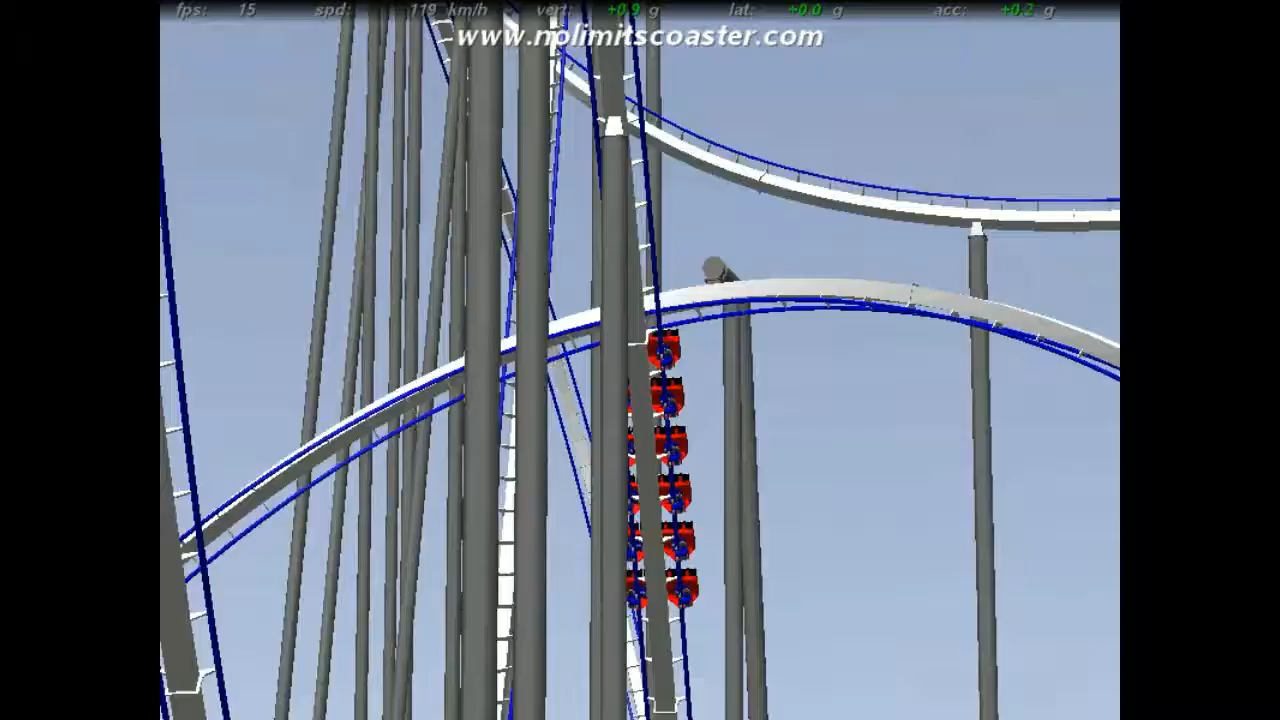 fps: 15 spd: 119 km/h vert: +0.9 g lat: +0.0 g acc: +0.2 g
www.nolimitscoaster.com